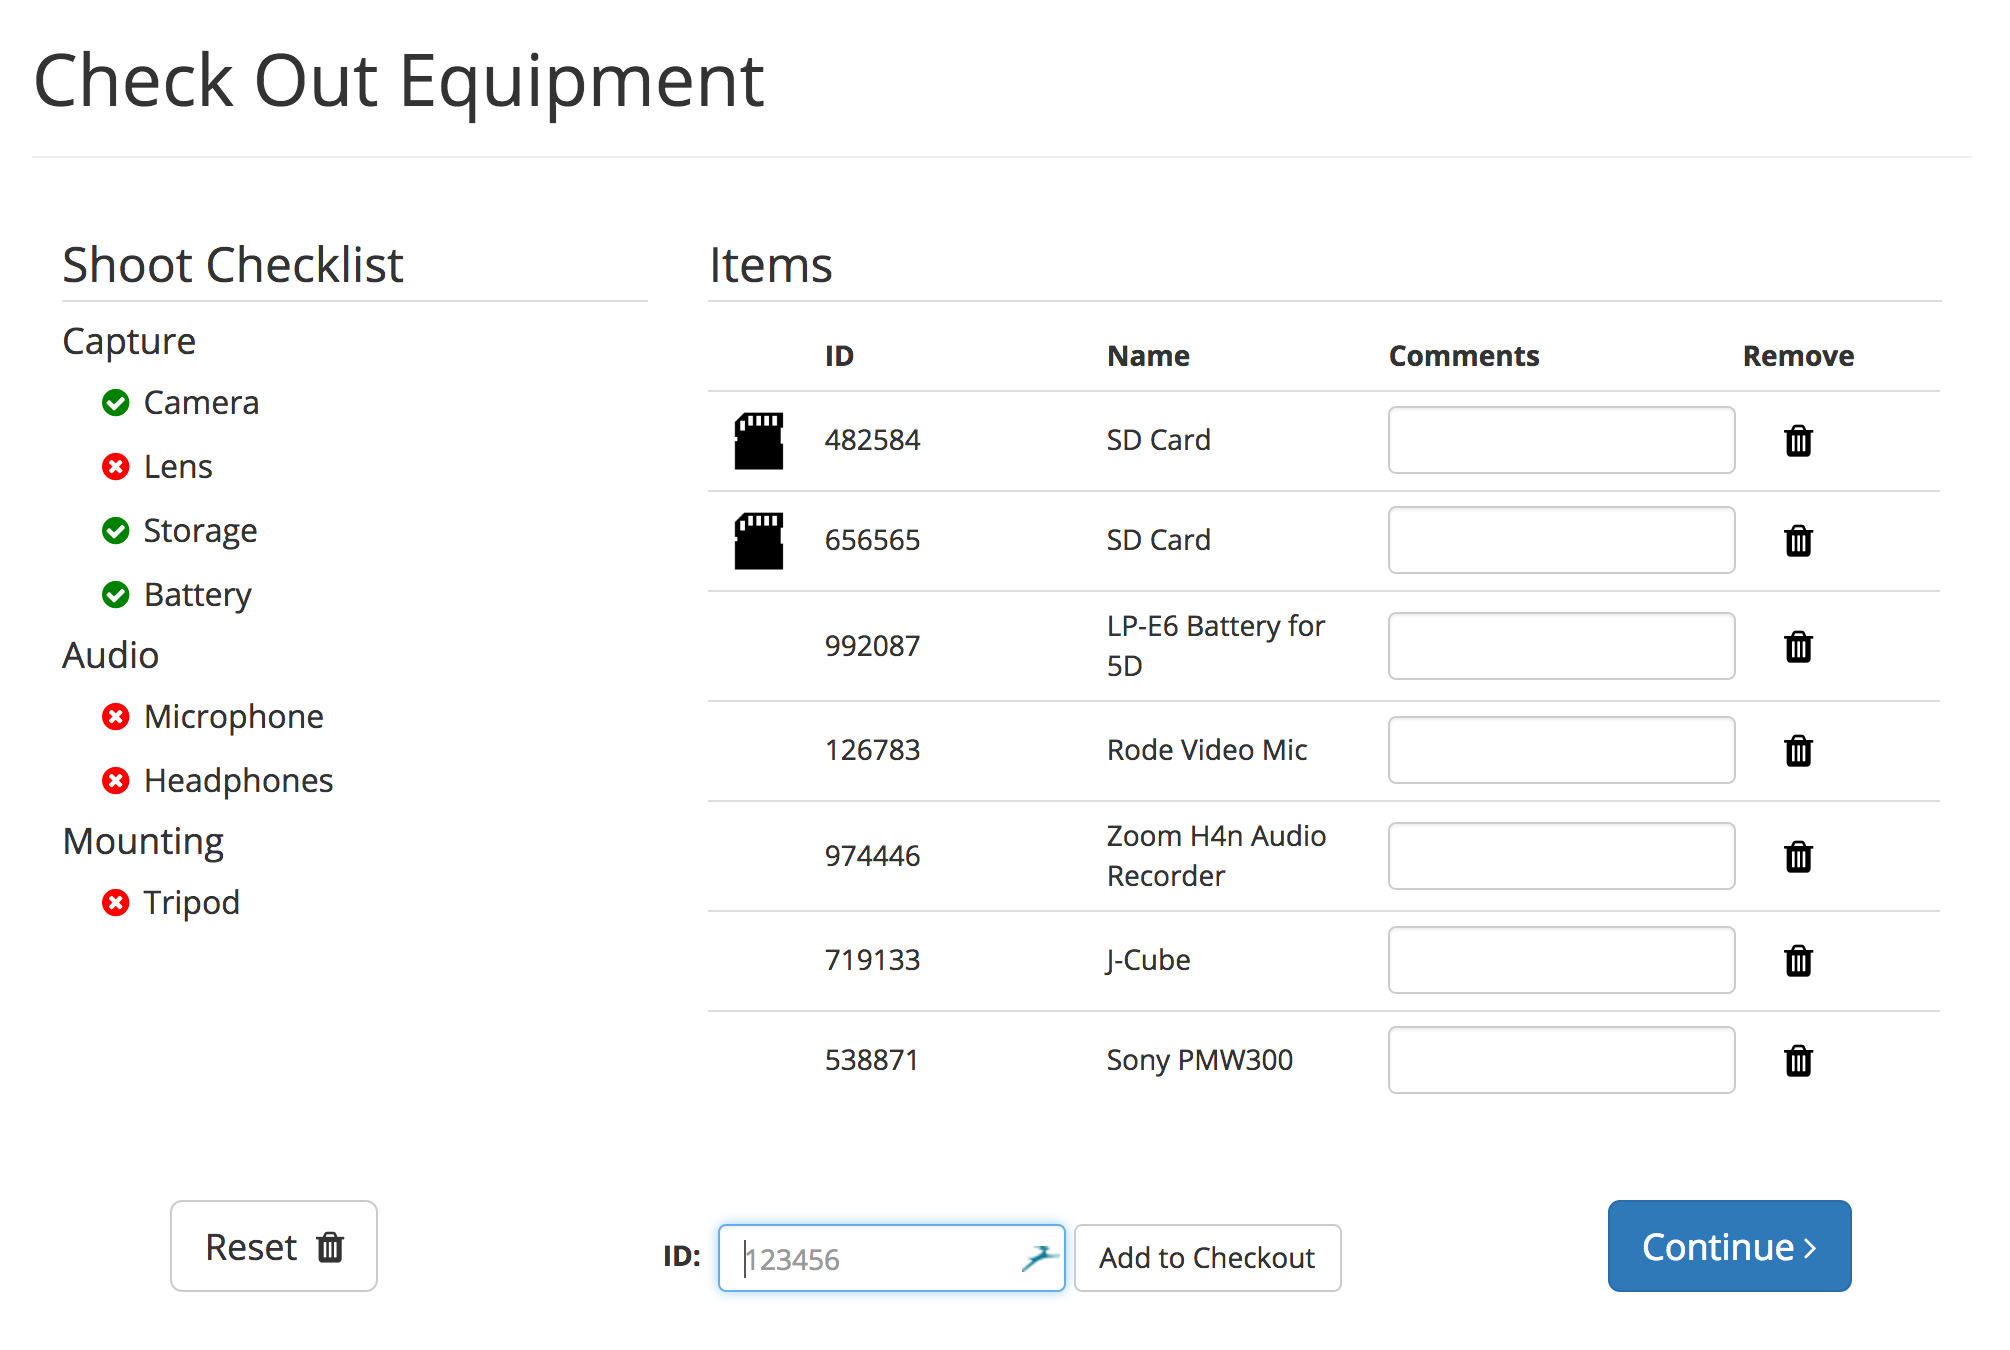 Check Out Equipment
Shoot Checklist
Capture
Camera
Lens
Storage
Battery
Audio
Microphone
Headphones
Mounting
Tripod
Items
ID Name Comments Remove
482584 SD Card
656565 SD Card
992087 LP-E6 Battery for
5D
126783 Rode Video Mic
974446 Zoom H4n Audio
Recorder
719133 J-Cube
538871 Sony PMW300
Reset
ID: 123456 Add to Checkout
Continue